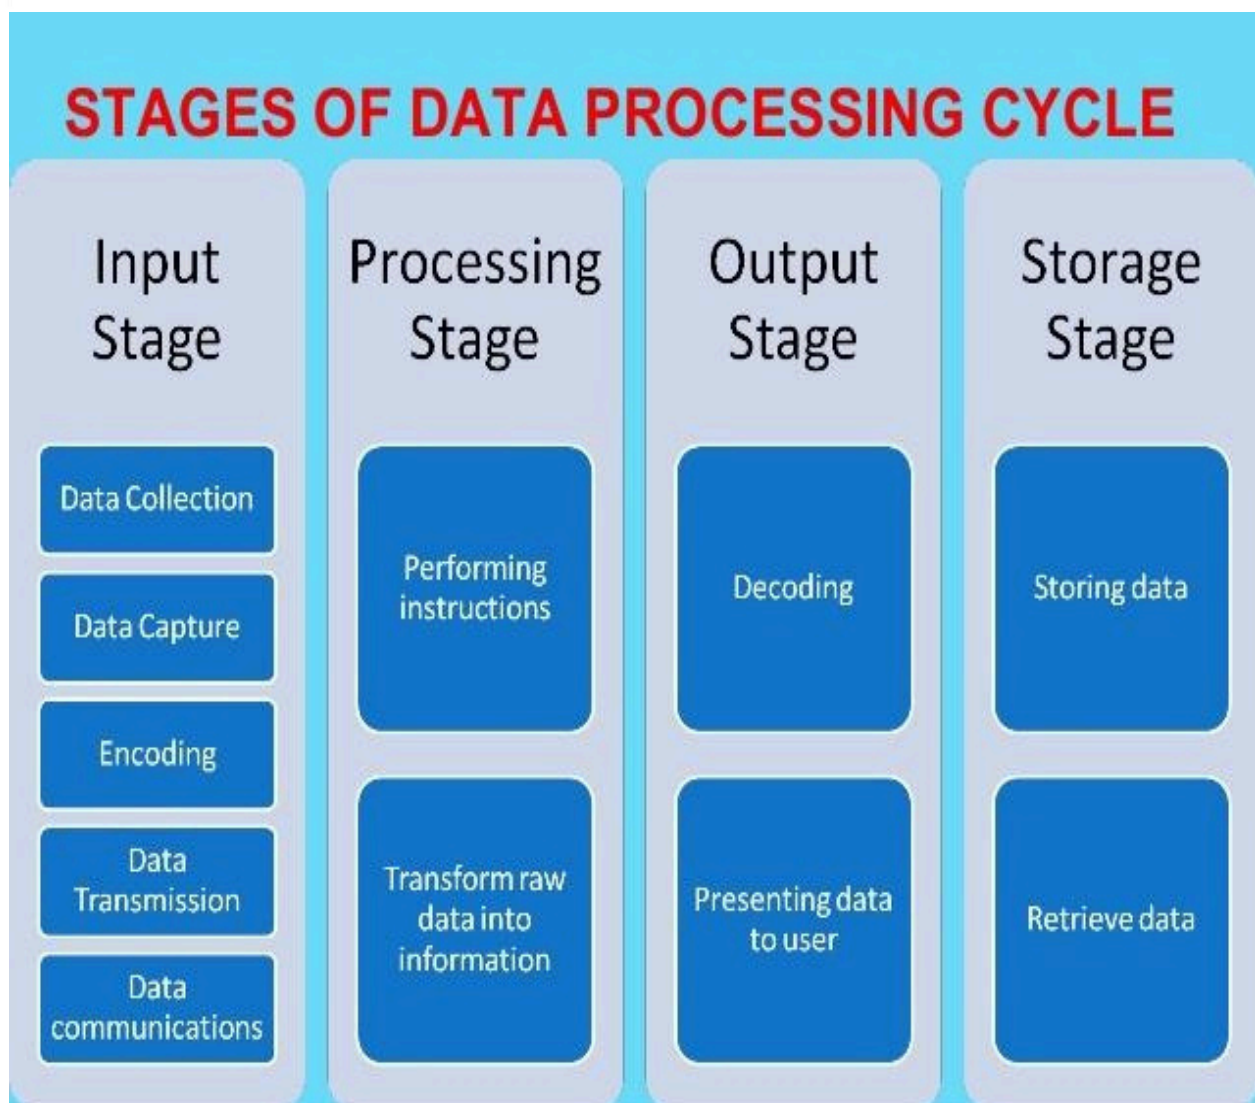 STAGES OF DATA PROCESSING CYCLE
Input
Stage
Data Collection
Data Capture
Encoding
Data
Transmission
Data
communications
Processing
Stage
Performing
instructions
Transform raw
data into
information
Output
Stage
Decoding
Presenting data
to user
Storage
Stage
Storing data
Retrieve data